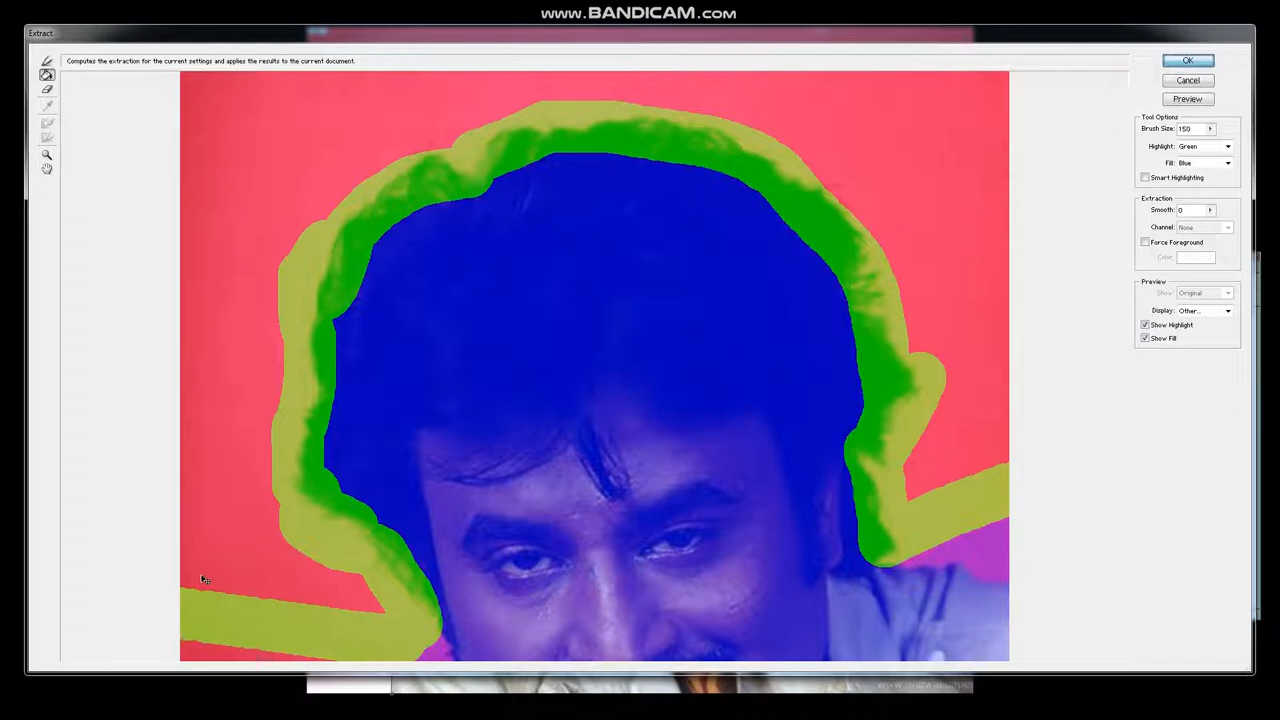 www.BANDICAM.com
Extract
Computes the extraction for the current settings and applies the results to the current document.
OK
Cancel
Preview
Tool Options
Brush Size: 150
Highlight: Green
Fill: Blue
Smart Highlighting
Extraction
Smooth: 0
Channel: None
Force Foreground
Color:
Preview
Show: Original
Display: Other...
Show Highlight
Show Fill